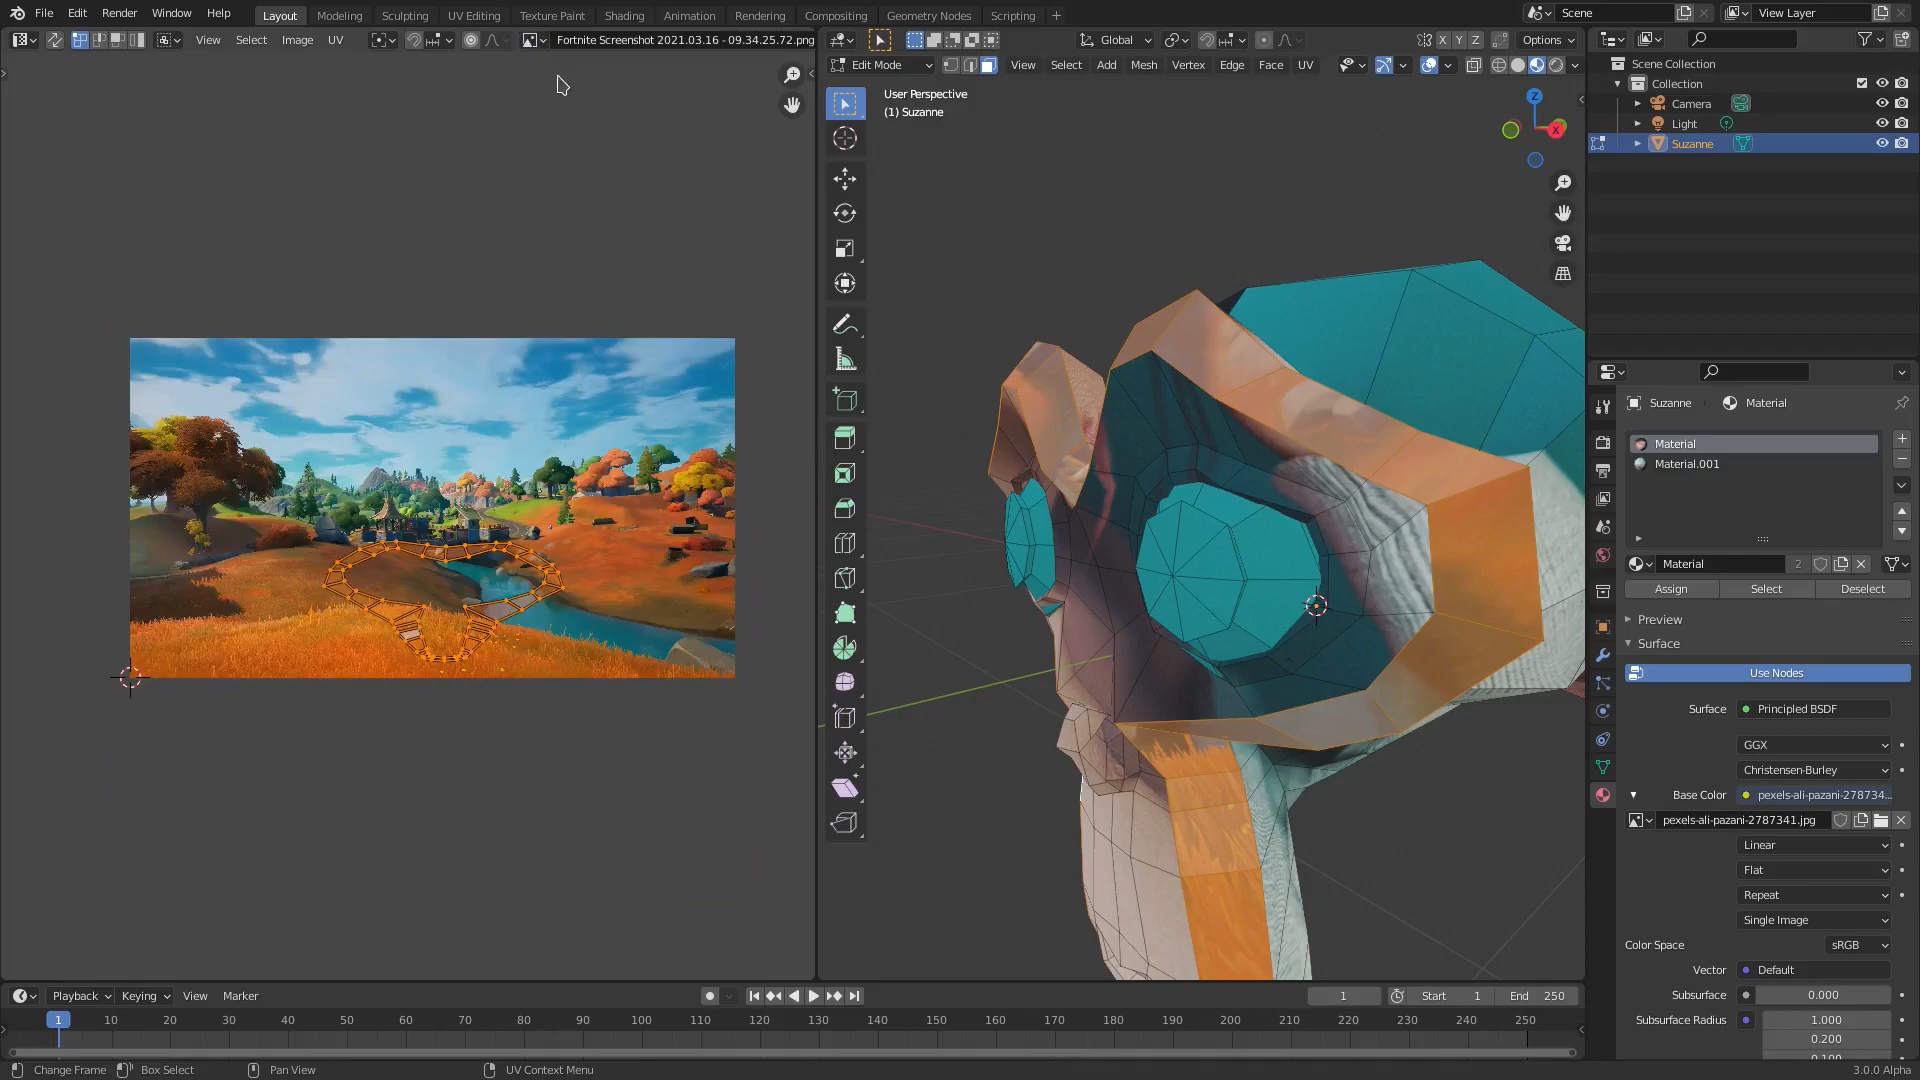 File Edit Render Window Help Layout Modeling Sculpting UV Editing Texture Paint Shading Animation Rendering Compositing Geometry Nodes Scripting + Scene View Layer
View Select Image UV Fortnite Screenshot 2021.03.16 - 09.34.25.72.png Global X Y Z Options
Edit Mode View Select Add Mesh Vertex Edge Face UV
User Perspective
(1) Suzanne
Z
X
Scene Collection
Collection
Camera
Light
Suzanne
Suzanne Material
Material
Material.001
Material 2
Assign Select Deselect
Preview
Surface
Use Nodes
Surface Principled BSDF
GGX
Christensen-Burley
Base Color pexels-ali-pazani-278734...
pexels-ali-pazani-2787341.jpg
Linear
Flat
Repeat
Single Image
Color Space sRGB
Vector Default
Subsurface 0.000
Subsurface Radius 1.000
0.200
0.100
Playback Keying View Marker 1 Start 1 End 250
1 10 20 30 40 50 60 70 80 90 100 110 120 130 140 150 160 170 180 190 200 210 220 230 240 250
Change Frame Box Select Pan View UV Context Menu 3.0.0 Alpha